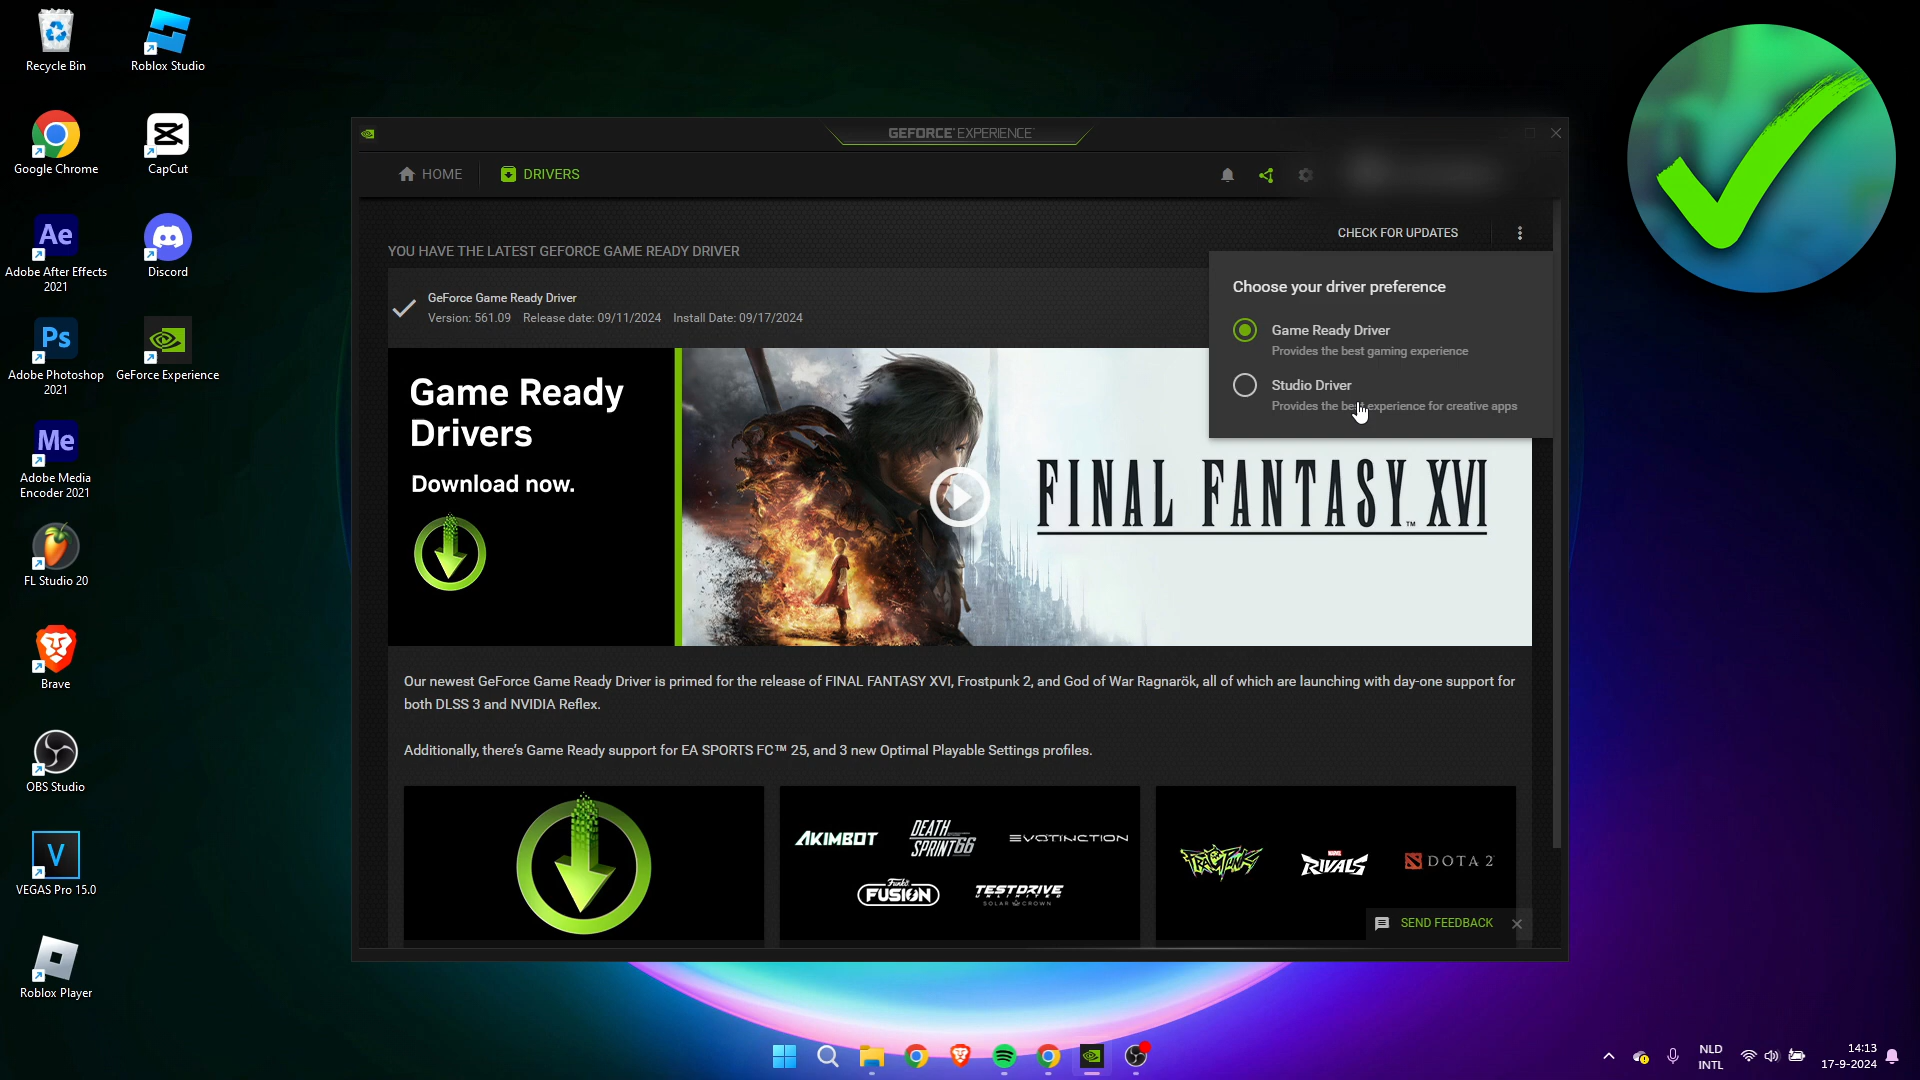 Recycle Bin
Roblox Studio
Google Chrome
CapCut
Ae
Adobe After Effects
2021
Discord
Ps
Adobe Photoshop
2021
GeForce Experience
Me
Adobe Media
Encoder 2021
FL Studio 20
Brave
OBS Studio
V
VEGAS Pro 15.0
Roblox Player
GEFORCE EXPERIENCE
HOME
DRIVERS
CHECK FOR UPDATES
YOU HAVE THE LATEST GEFORCE GAME READY DRIVER
GeForce Game Ready Driver
Version: 561.09 Release date: 09/11/2024 Install Date: 09/17/2024
Choose your driver preference
Game Ready Driver
Provides the best gaming experience
Studio Driver
Provides the best experience for creative apps
Game Ready
Drivers
Download now.
FINAL FANTASY XVI
Our newest GeForce Game Ready Driver is primed for the release of FINAL FANTASY XVI, Frostpunk 2, and God of War Ragnarök, all of which are launching with day-one support for
both DLSS 3 and NVIDIA Reflex.
Additionally, there's Game Ready support for EA SPORTS FC™ 25, and 3 new Optimal Playable Settings profiles.
AKIMBOT
DEATH
SPRINT 66
EVOTINCTION
Funko
FUSION
TEST DRIVE
UNLIMITED
SOLAR CROWN
MARVEL
RIVALS
DOTA 2
SEND FEEDBACK
NLD
INTL
14:13
17-9-2024